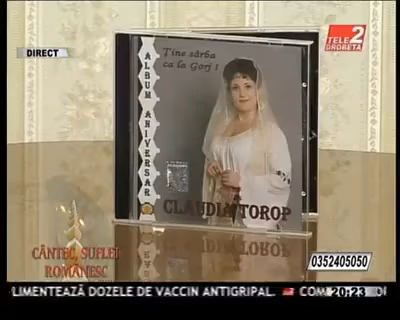 DIRECT
TELE 2
DROBETA
ALBUM ANIVERSAR
Tine sârba
ca la Gorj !
CLAUDIA TOROP
CÂNTEC, SUFLET
ROMÂNESC
0352405050
LIMENTEAZĂ DOZELE DE VACCIN ANTIGRIPAL.
COM
20:23